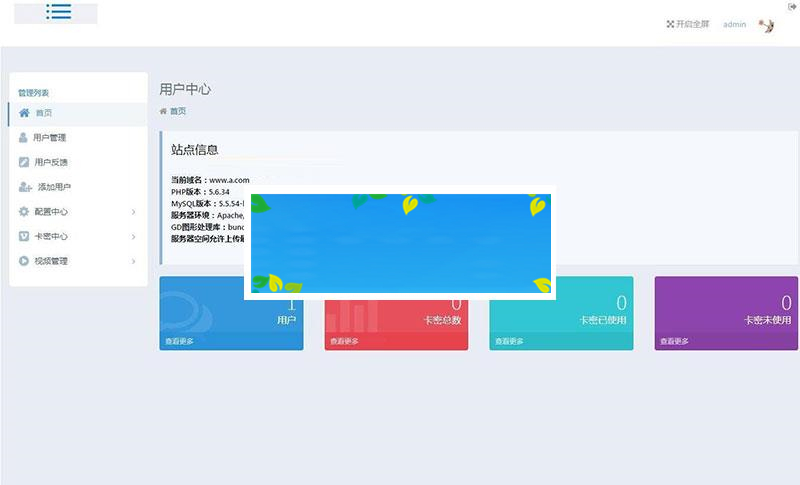 开启全屏
admin
管理列表
首页
用户管理
用户反馈
添加用户
配置中心
卡密中心
视频管理
用户中心
首页
站点信息
当前域名：www.a.com
PHP版本：5.6.34
MySQL版本：5.5.54-
服务器环境：Apache,
GD图形处理库：bund
服务器空间允许上传最
1
用户
查看更多
0
卡密总数
查看更多
0
卡密已使用
查看更多
0
卡密未使用
查看更多